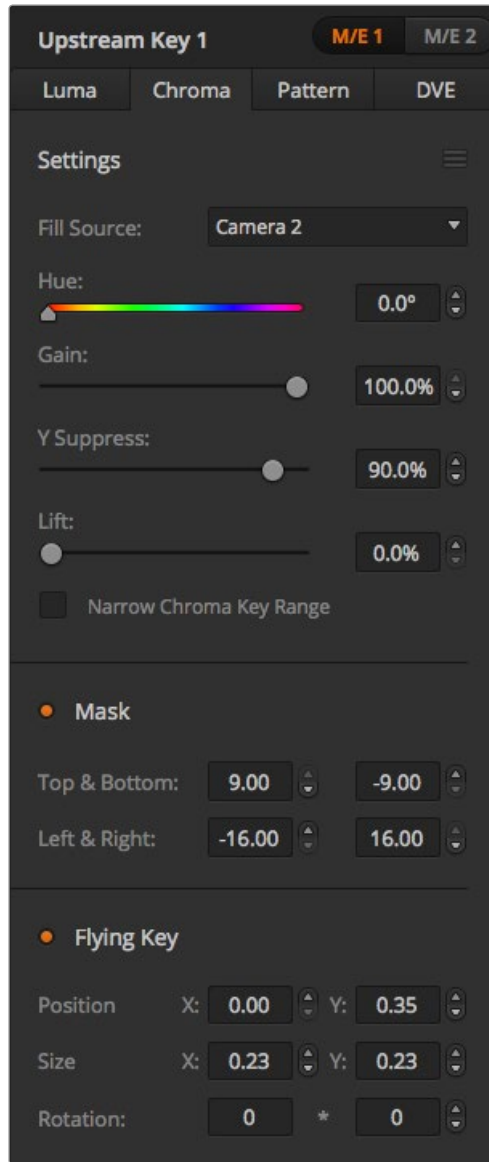 Upstream Key 1 M/E 1 M/E 2
Luma Chroma Pattern DVE
Settings
Fill Source: Camera 2
Hue:
0.0º
Gain:
100.0%
Y Suppress:
90.0%
Lift:
0.0%
Narrow Chroma Key Range
Mask
Top & Bottom: 9.00 -9.00
Left & Right: -16.00 16.00
Flying Key
Position X: 0.00 Y: 0.35
Size X: 0.23 Y: 0.23
Rotation: 0 * 0